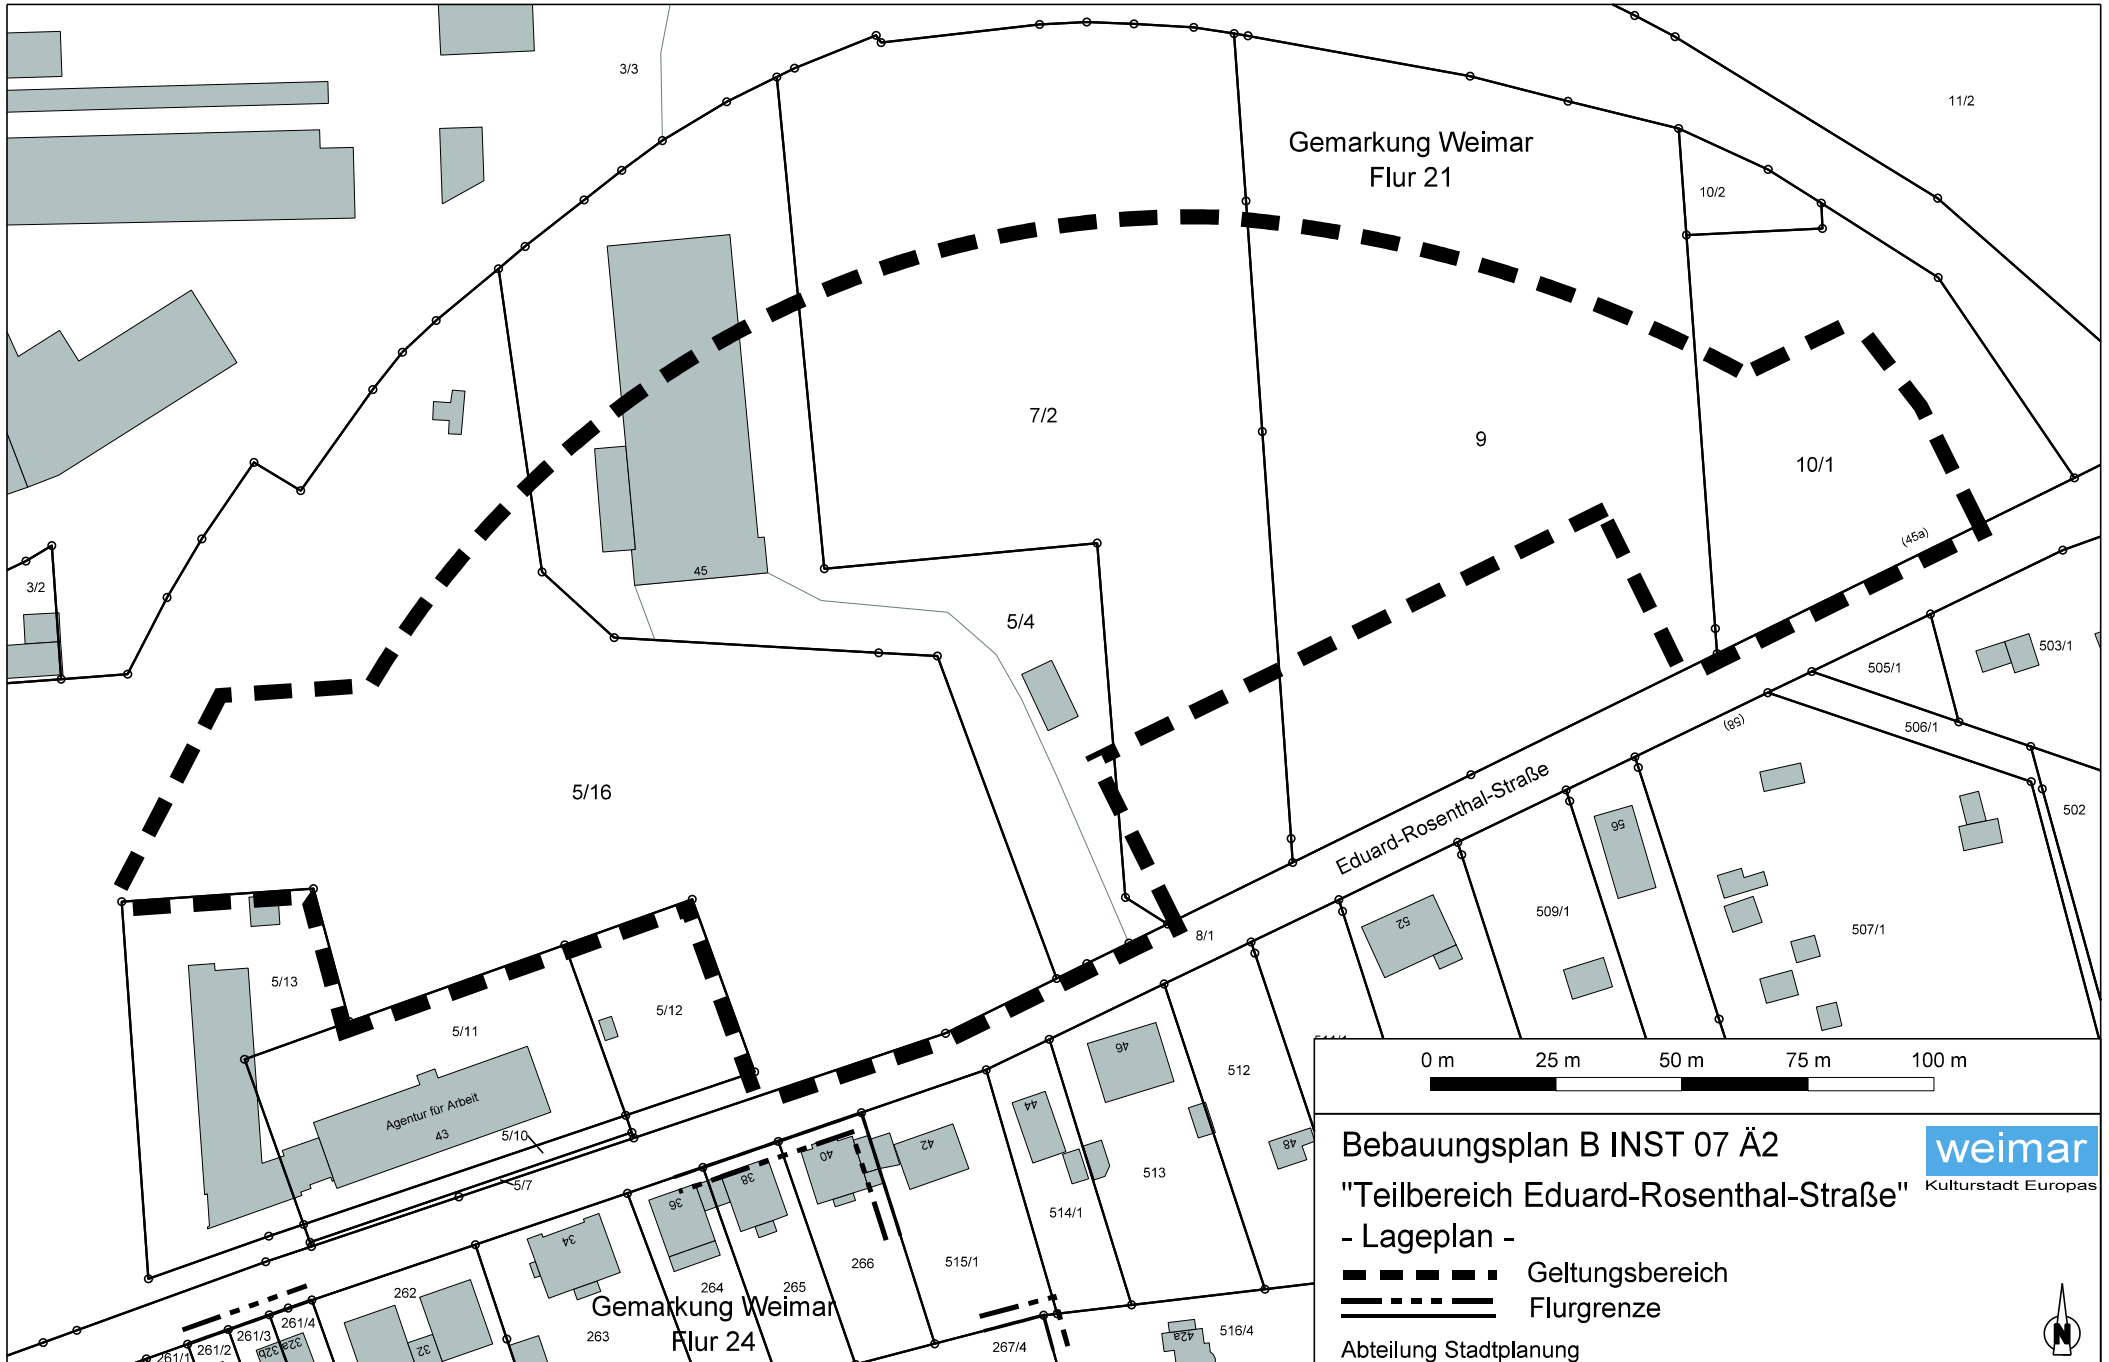 3/3
11/2
Gemarkung Weimar
Flur 21
10/2
7/2
9
10/1
(45a)
45
3/2
5/4
503/1
505/1
506/1
(58)
5/16
Eduard-Rosenthal-Straße
502
56
509/1
52
507/1
8/1
5/13
5/12
5/11
46
512
44
Agentur für Arbeit
43
5/10
5/7
40
42
38
36
48
513
514/1
34
515/1
266
265
264
262
Gemarkung Weimar
Flur 24
263
261/4
261/3
261/2
261/1
32a
32b
32
267/4
42a
516/4
0 m 25 m 50 m 75 m 100 m
Bebauungsplan B INST 07 Ä2
"Teilbereich Eduard-Rosenthal-Straße"
- Lageplan -
weimar
Kulturstadt Europas
Geltungsbereich
Flurgrenze
Abteilung Stadtplanung
N